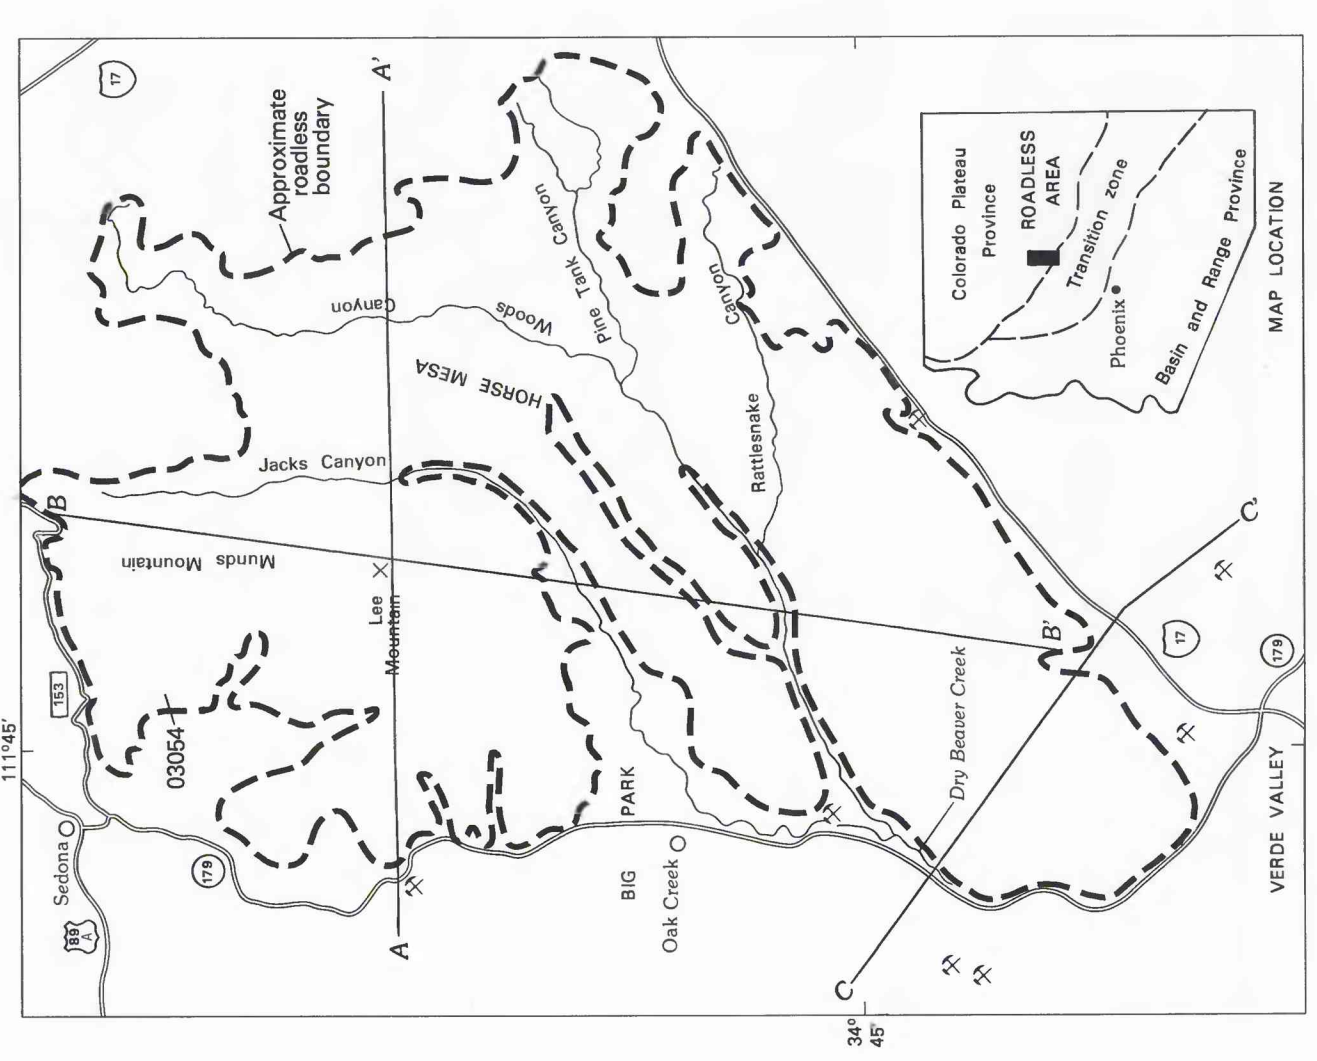 111°45'
Sedona
89
A
179
153
03054
B
Munds Mountain
Jacks Canyon
17
Approximate
roadless
boundary
A
Lee
Mountain
A'
Woods
Canyon
HORSE MESA
Pine Tank Canyon
Rattlesnake
Canyon
BIG
PARK
Oak Creek
34°
45'
C
Dry Beaver Creek
B'
17
179
C'
VERDE VALLEY
Colorado Plateau
Province
ROADLESS
AREA
Transition zone
Phoenix
Basin and Range Province
MAP LOCATION